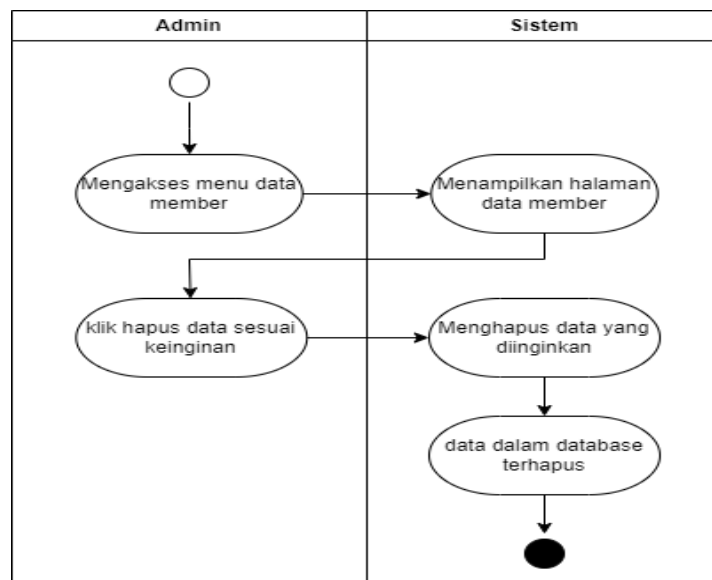 Admin
Sistem
Mengakses menu data
member
Menampilkan halaman
data member
klik hapus data sesuai
keinginan
Menghapus data yang
diinginkan
data dalam database
terhapus